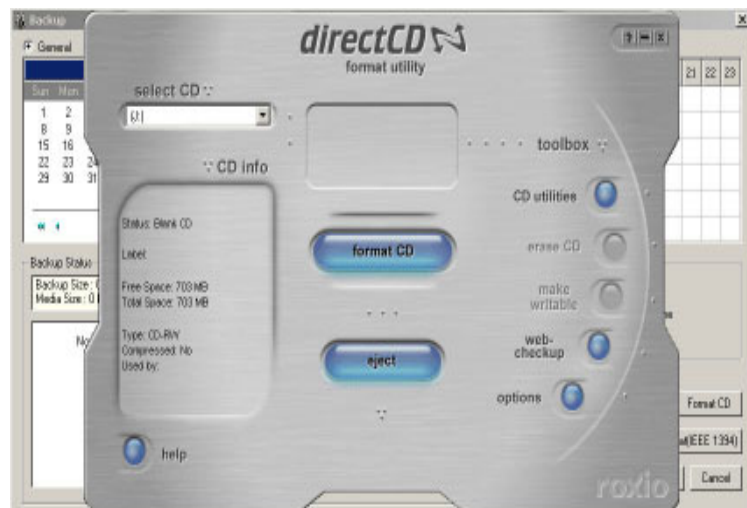 Backup
General
directCD
format utility
? — x
select CD
CD info
Status: Blank CD
Label:
Free Space: 703 MB
Total Space: 703 MB
Type: CD-RW
Compressed: No
Used by:
format CD
eject
help
toolbox
CD utilities
erase CD
make
writable
web-
checkup
options
roxio
21 22 23
Sun Mon
1 2
8 9
15 16
22 23 24
29 30 31
Backup Status
Backup Size:
Media Size: 0
Format CD
(IEEE 1394)
Cancel